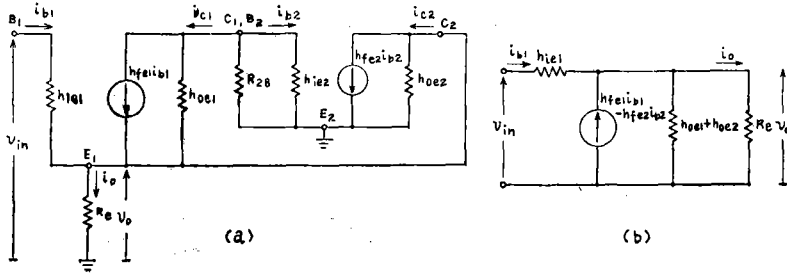 B1 ib1 ic1 C1, B2 ib2 ic2 C2
hie1 hfe1ib1 hoe1 R2B hie2 hfe2ib2 hoe2
vin
E1 E2
io
Re vo
(a)
ib1 hie1 io
hfe1ib1
-hfe2ib2
vin hoe1+hoe2 Re vo
(b)